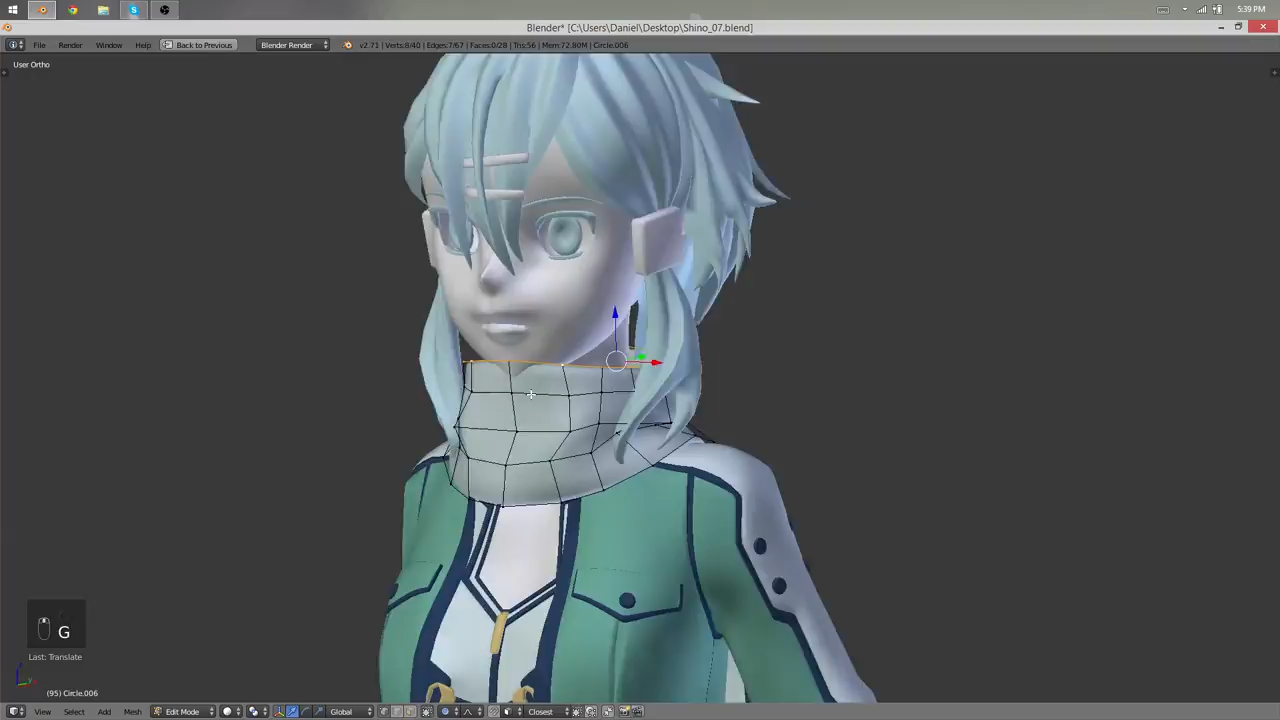 5:39 PM
Blender* [C:\Users\Daniel\Desktop\Shino_07.blend]
File Render Window Help Back to Previous Blender Render v2.71 | Verts:8/40 | Edges:7/67 | Faces:0/28 | Tris:56 | Mem:72.80M | Circle.006
User Ortho
G
Last: Translate
(95) Circle.006
View Select Add Mesh Edit Mode Global Closest